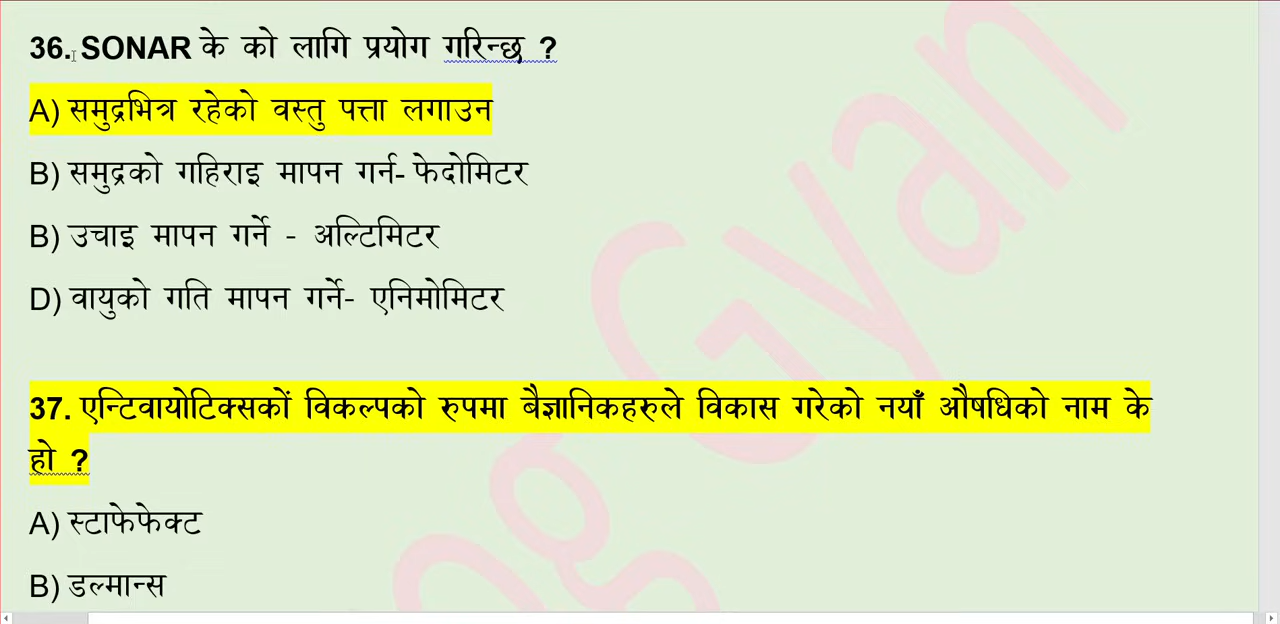 36. SONAR के को लागि प्रयोग गरिन्छ ?
A) समुद्रभित्र रहेको वस्तु पत्ता लगाउन
B) समुद्रको गहिराइ मापन गर्न- फेदोमिटर
B) उचाइ मापन गर्ने - अल्टिमिटर
D) वायुको गति मापन गर्ने- एनिमोमिटर
37. एन्टिवायोटिक्सकों विकल्पको रुपमा बैज्ञानिकहरुले विकास गरेको नयाँ औषधिको नाम के
हो ?
A) स्टाफेफेक्ट
B) डल्मान्स
ng Gyan